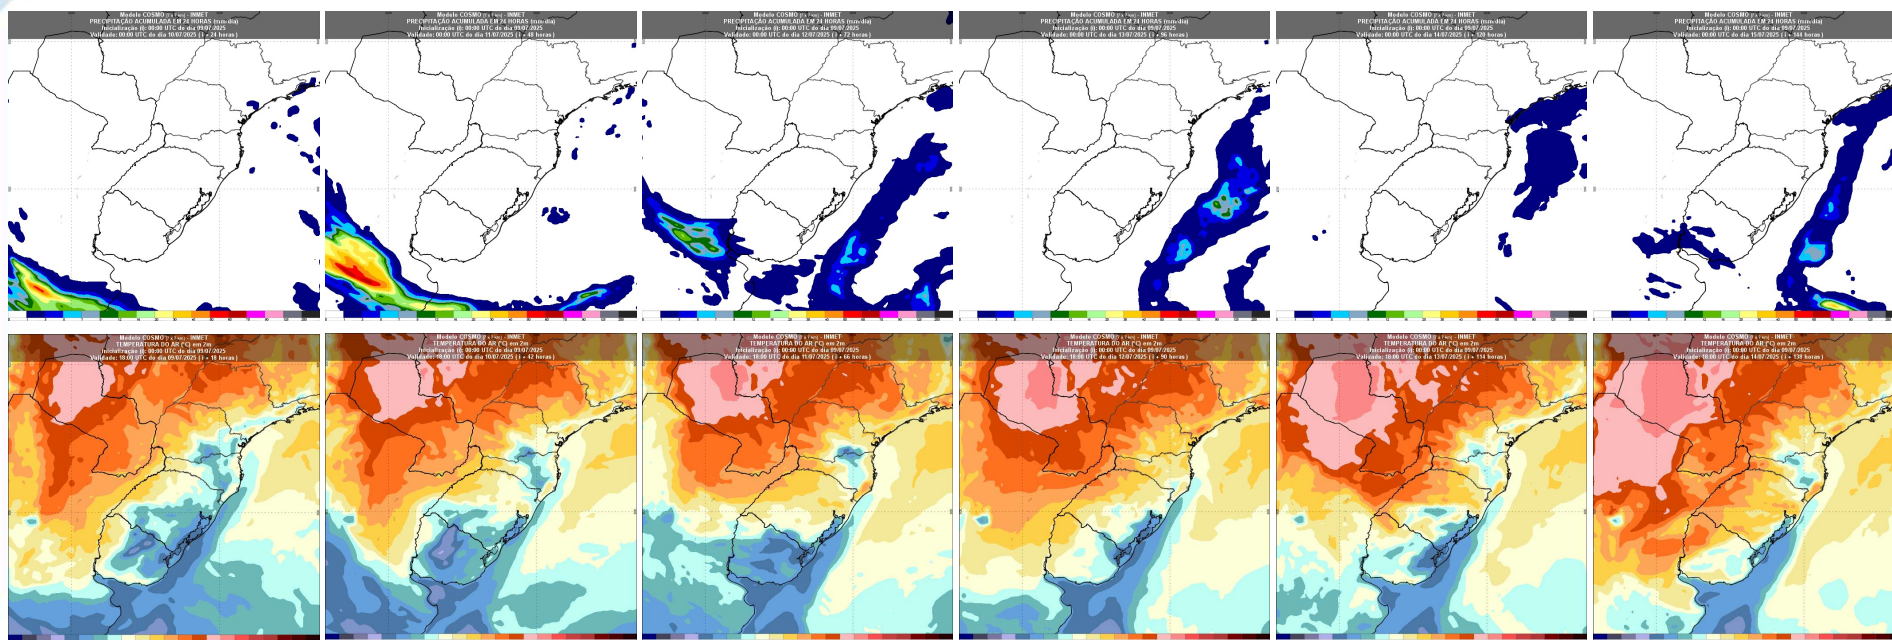 Modelo COSMO - INMET
PRECIPITAÇÃO ACUMULADA EM 24 HORAS (mm/dia)
Inicialização (i): 00:00 UTC do dia 09/07/2025
Validade: 00:00 UTC do dia 10/07/2025 ( i + 24 horas )
Modelo COSMO - INMET
PRECIPITAÇÃO ACUMULADA EM 24 HORAS (mm/dia)
Inicialização (i): 00:00 UTC do dia 09/07/2025
Validade: 00:00 UTC do dia 11/07/2025 ( i + 48 horas )
Modelo COSMO - INMET
PRECIPITAÇÃO ACUMULADA EM 24 HORAS (mm/dia)
Inicialização (i): 00:00 UTC do dia 09/07/2025
Validade: 00:00 UTC do dia 12/07/2025 ( i + 72 horas )
Modelo COSMO - INMET
PRECIPITAÇÃO ACUMULADA EM 24 HORAS (mm/dia)
Inicialização (i): 00:00 UTC do dia 09/07/2025
Validade: 00:00 UTC do dia 13/07/2025 ( i + 96 horas )
Modelo COSMO - INMET
PRECIPITAÇÃO ACUMULADA EM 24 HORAS (mm/dia)
Inicialização (i): 00:00 UTC do dia 09/07/2025
Validade: 00:00 UTC do dia 14/07/2025 ( i + 120 horas )
Modelo COSMO - INMET
PRECIPITAÇÃO ACUMULADA EM 24 HORAS (mm/dia)
Inicialização (i): 00:00 UTC do dia 09/07/2025
Validade: 00:00 UTC do dia 15/07/2025 ( i + 144 horas )
Modelo COSMO - INMET
TEMPERATURA DO AR (°C) em 2m
Inicialização (i): 00:00 UTC do dia 09/07/2025
Validade: 18:00 UTC do dia 09/07/2025 ( i + 18 horas )
Modelo COSMO - INMET
TEMPERATURA DO AR (°C) em 2m
Inicialização (i): 00:00 UTC do dia 09/07/2025
Validade: 18:00 UTC do dia 10/07/2025 ( i + 42 horas )
Modelo COSMO - INMET
TEMPERATURA DO AR (°C) em 2m
Inicialização (i): 00:00 UTC do dia 09/07/2025
Validade: 18:00 UTC do dia 11/07/2025 ( i + 66 horas )
Modelo COSMO - INMET
TEMPERATURA DO AR (°C) em 2m
Inicialização (i): 00:00 UTC do dia 09/07/2025
Validade: 18:00 UTC do dia 12/07/2025 ( i + 90 horas )
Modelo COSMO - INMET
TEMPERATURA DO AR (°C) em 2m
Inicialização (i): 00:00 UTC do dia 09/07/2025
Validade: 18:00 UTC do dia 13/07/2025 ( i + 114 horas )
Modelo COSMO - INMET
TEMPERATURA DO AR (°C) em 2m
Inicialização (i): 00:00 UTC do dia 09/07/2025
Validade: 18:00 UTC do dia 14/07/2025 ( i + 138 horas )